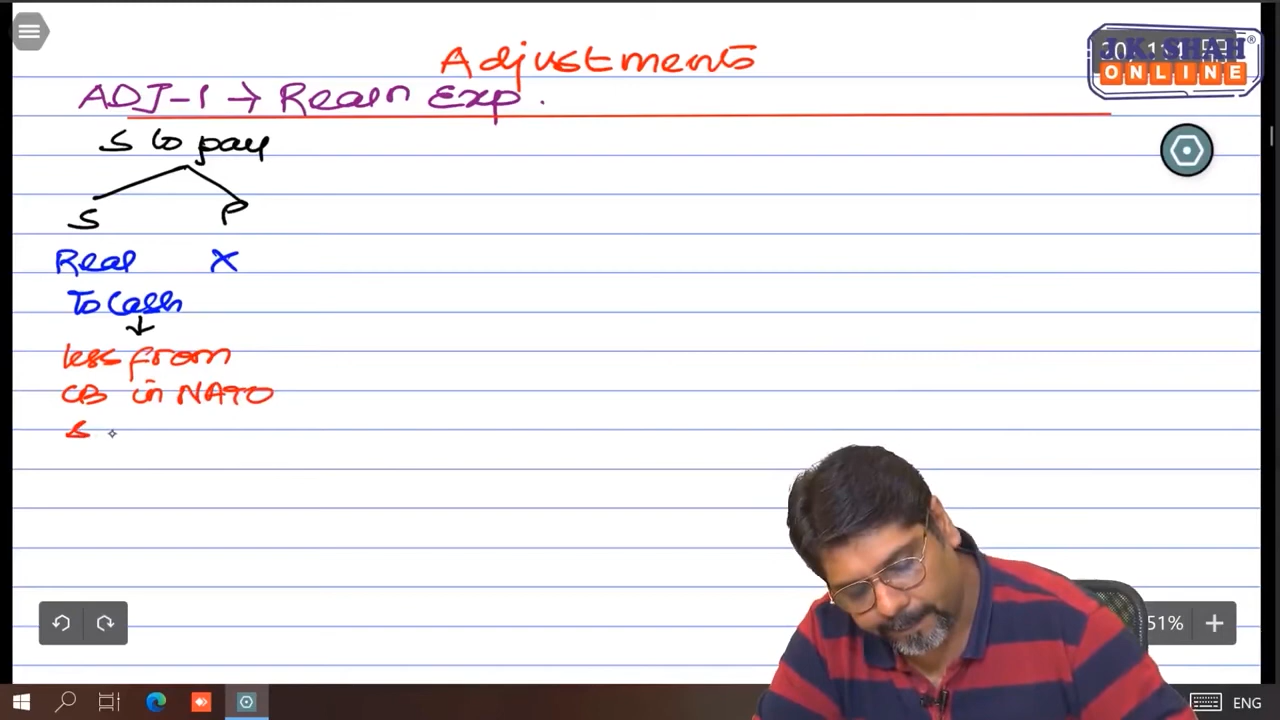 Adjustments
J.K. SHAH®
ONLINE
ADJ-1 → Realn Exp.
S to pay
S P
Real X
To Cash
↓
less from
CB in NATO
&
51% +
ENG